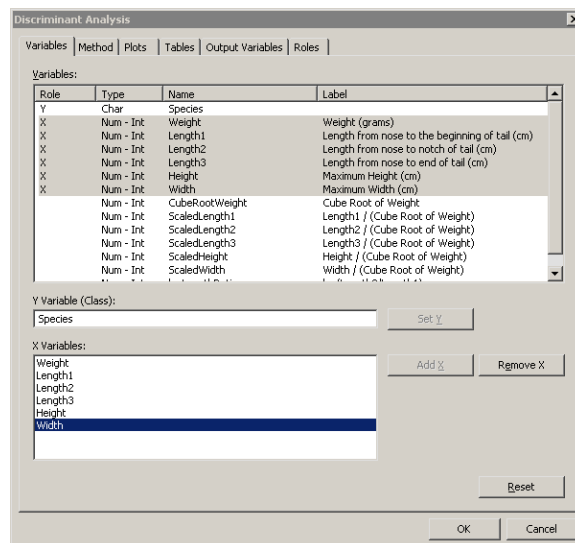 Discriminant Analysis
Variables Method Plots Tables Output Variables Roles
Variables:
Role Type Name Label
Y Char Species
X Num - Int Weight Weight (grams)
X Num - Int Length1 Length from nose to the beginning of tail (cm)
X Num - Int Length2 Length from nose to notch of tail (cm)
X Num - Int Length3 Length from nose to end of tail (cm)
X Num - Int Height Maximum Height (cm)
X Num - Int Width Maximum Width (cm)
Num - Int CubeRootWeight Cube Root of Weight
Num - Int ScaledLength1 Length1 / (Cube Root of Weight)
Num - Int ScaledLength2 Length2 / (Cube Root of Weight)
Num - Int ScaledLength3 Length3 / (Cube Root of Weight)
Num - Int ScaledHeight Height / (Cube Root of Weight)
Num - Int ScaledWidth Width / (Cube Root of Weight)
Y Variable (Class):
Species Set Y
X Variables:
Weight Add X Remove X
Length1
Length2
Length3
Height
Width
Reset
OK Cancel